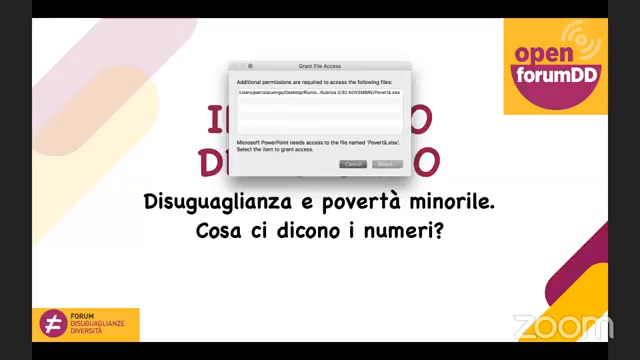 open
forumDD
Grant File Access
Additional permissions are required to access the following files:
Microsoft PowerPoint needs access to the file named 'Povertà.xlsx'.
Select the item to grant access.
Cancel
Select...
Disuguaglianza e povertà minorile.
Cosa ci dicono i numeri?
FORUM
DISUGUAGLIANZE
DIVERSITÀ
zoom